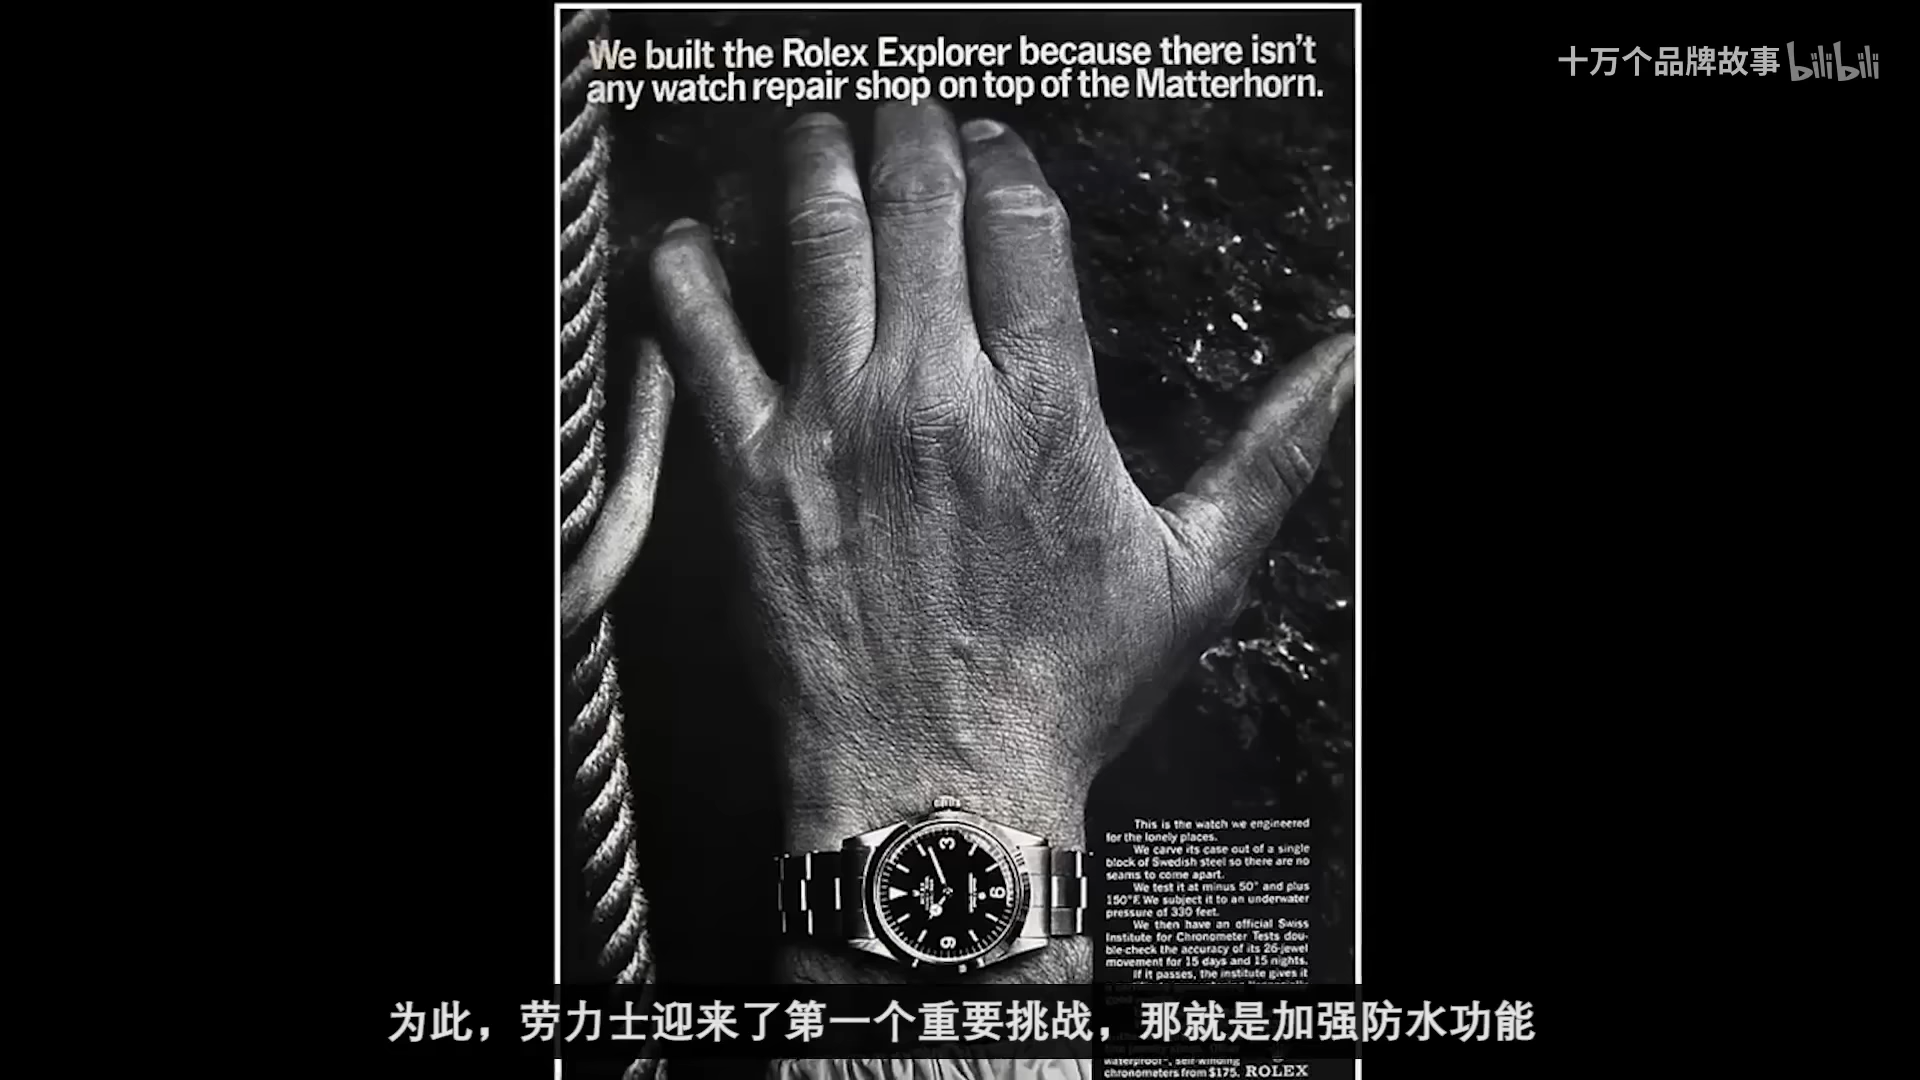 We built the Rolex Explorer because there isn't
any watch repair shop on top of the Matterhorn.
十万个品牌故事 bilibili
This is the watch we engineered
for the lonely places.
We carve its case out of a single
block of Swedish steel so there are no
seams to come apart.
We test it at minus 50° and plus
150°F. We subject it to an underwater
pressure of 330 feet.
We then have an official Swiss
Institute for Chronometer Tests dou-
ble-check the accuracy of its 26-jewel
movement for 15 days and 15 nights.
If it passes, the institute gives it
为此，劳力士迎来了第一个重要挑战，那就是加强防水功能
waterproof*, self-winding
chronometers from $175. ROLEX